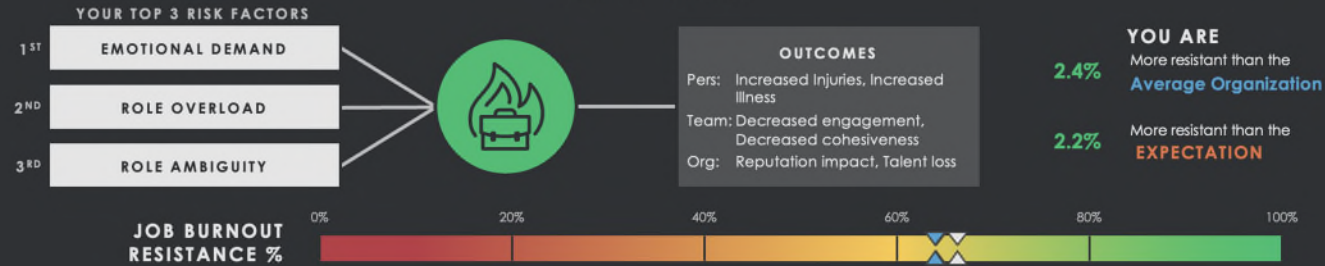 YOUR TOP 3 RISK FACTORS
1ST EMOTIONAL DEMAND
2ND ROLE OVERLOAD
3RD ROLE AMBIGUITY
OUTCOMES
Pers: Increased Injuries, Increased
Illness
Team: Decreased engagement,
Decreased cohesiveness
Org: Reputation impact, Talent loss
YOU ARE
2.4% More resistant than the
Average Organization
2.2% More resistant than the
EXPECTATION
JOB BURNOUT
RESISTANCE %
0% 20% 40% 60% 80% 100%